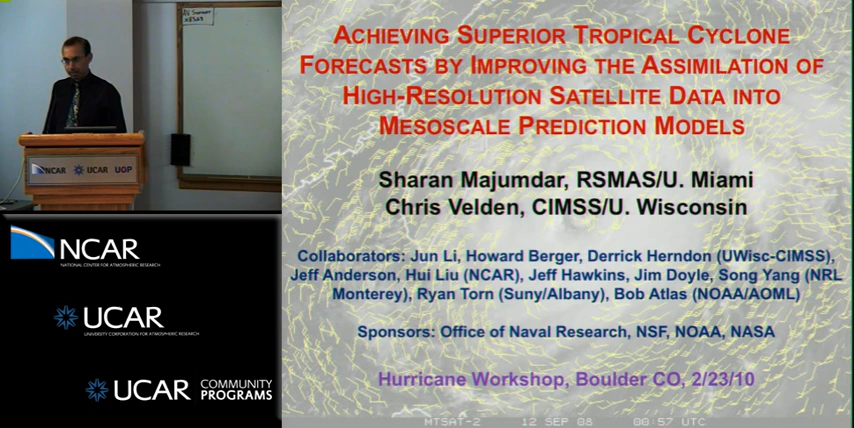 ACHIEVING SUPERIOR TROPICAL CYCLONE
FORECASTS BY IMPROVING THE ASSIMILATION OF
HIGH-RESOLUTION SATELLITE DATA INTO
MESOSCALE PREDICTION MODELS
Sharan Majumdar, RSMAS/U. Miami
Chris Velden, CIMSS/U. Wisconsin
Collaborators: Jun Li, Howard Berger, Derrick Herndon (UWisc-CIMSS),
Jeff Anderson, Hui Liu (NCAR), Jeff Hawkins, Jim Doyle, Song Yang (NRL
Monterey), Ryan Torn (Suny/Albany), Bob Atlas (NOAA/AOML)
Sponsors: Office of Naval Research, NSF, NOAA, NASA
Hurricane Workshop, Boulder CO, 2/23/10
MTSAT-2 12 SEP 08 00:57 UTC
NCAR UCAR UOP
NCAR
NATIONAL CENTER FOR ATMOSPHERIC RESEARCH
UCAR
UNIVERSITY CORPORATION FOR ATMOSPHERIC RESEARCH
UCAR COMMUNITY
PROGRAMS